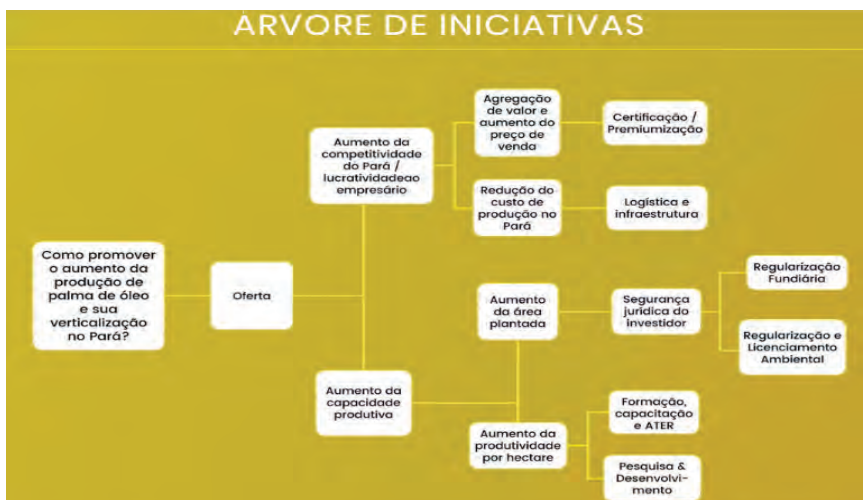 ÁRVORE DE INICIATIVAS
Agregação
de valor e
aumento do
preço de
venda
Certificação /
Premiumização
Aumento da
competitividade
do Pará /
lucratividadeao
empresário
Redução do
custo de
produção no
Pará
Logística e
infraestrutura
Como promover
o aumento da
produção de
palma de óleo
e sua
verticalização
no Pará?
Oferta
Regularização
Fundiária
Aumento
da área
plantada
Segurança
jurídica do
investidor
Regularização e
Licenciamento
Ambiental
Aumento da
capacidade
produtiva
Formação,
capacitação
e ATER
Aumento da
produtividade
por hectare
Pesquisa &
Desenvolvi-
mento